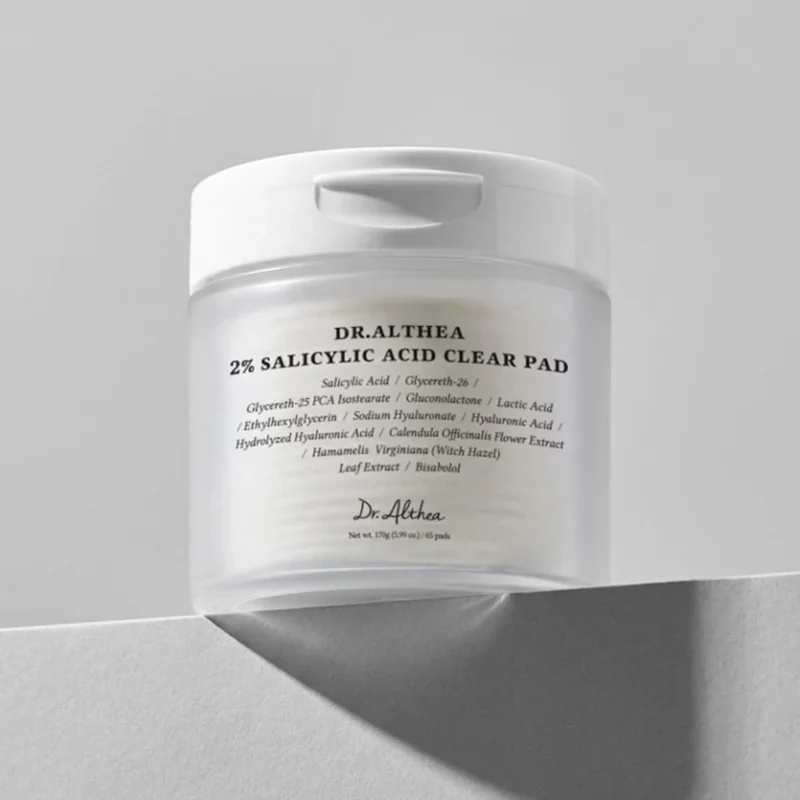 DR.ALTHEA
2% SALICYLIC ACID CLEAR PAD
Salicylic Acid / Glycereth-26 /
Glycereth-25 PCA Isostearate / Gluconolactone / Lactic Acid
/ Ethylhexylglycerin / Sodium Hyaluronate / Hyaluronic Acid /
Hydrolyzed Hyaluronic Acid / Calendula Officinalis Flower Extract
/ Hamamelis Virginiana (Witch Hazel)
Leaf Extract / Bisabolol
Dr.Althea
Net wt. 170g (5.99 oz.) / 65 pads